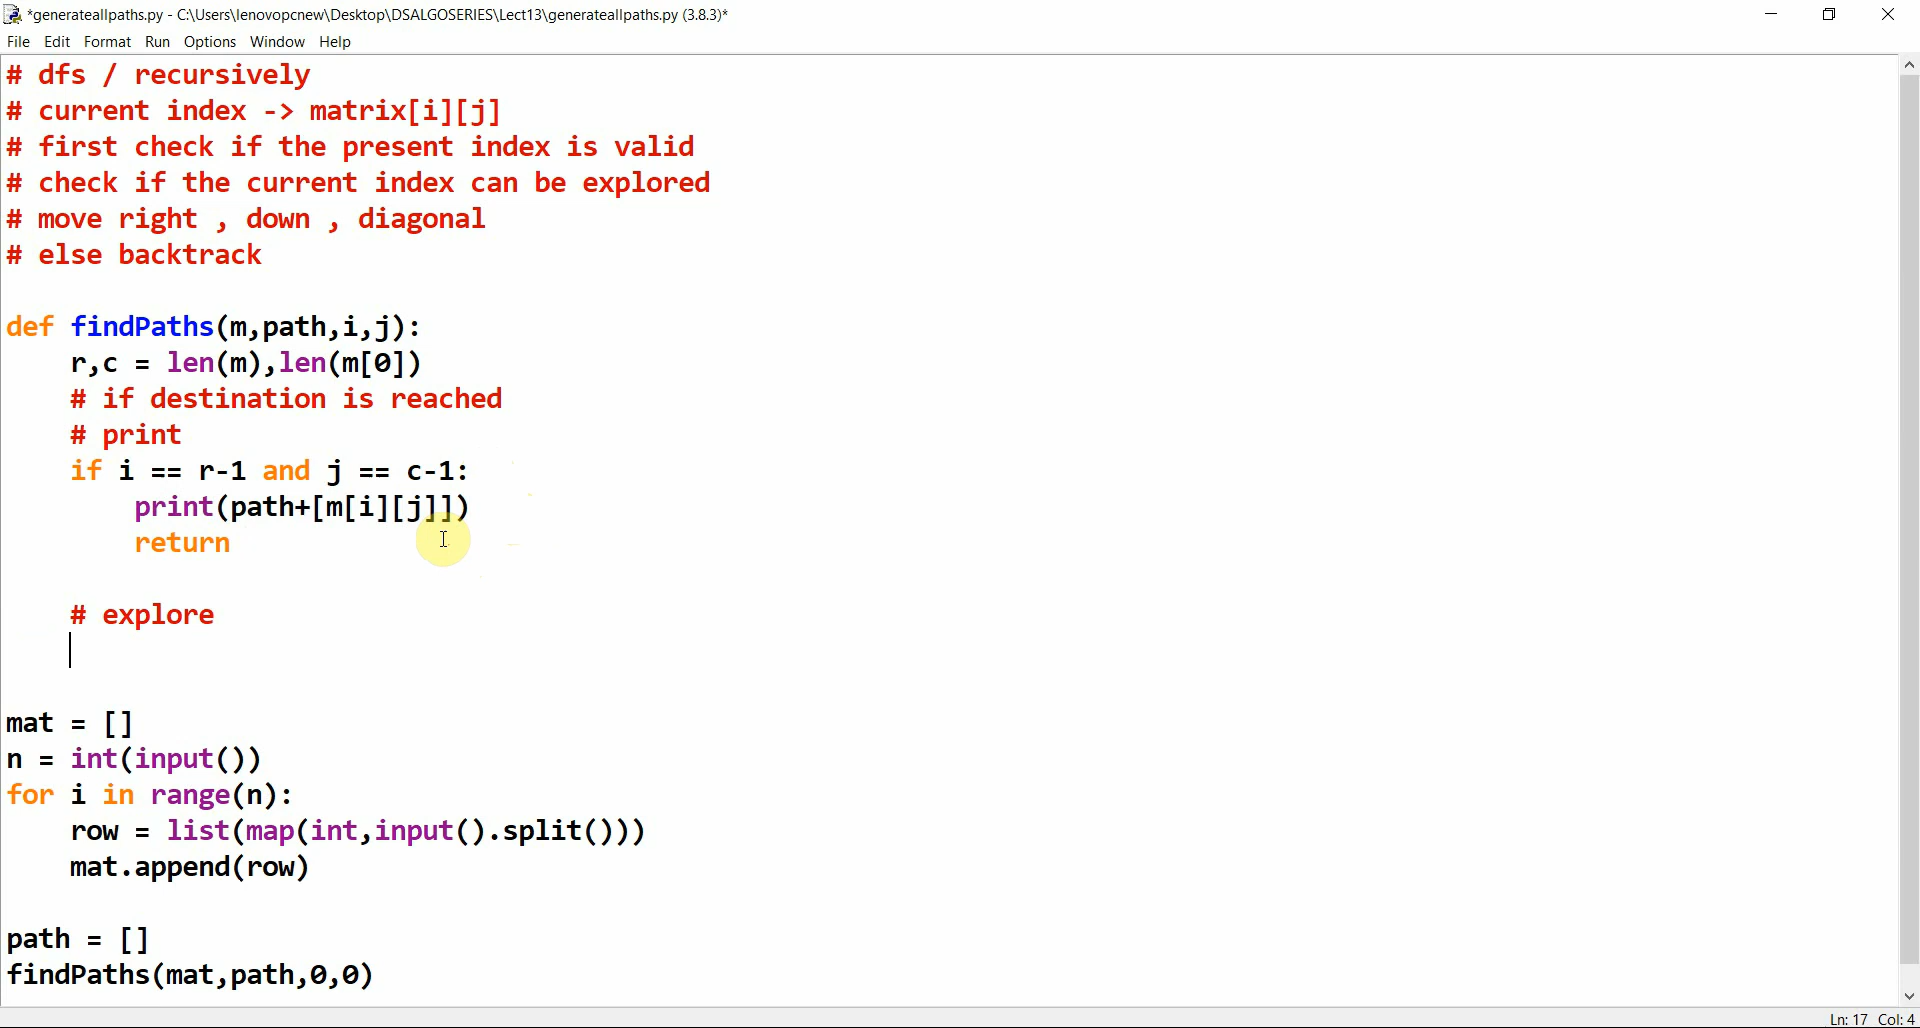 *generateallpaths.py - C:\Users\lenovopcnew\Desktop\DSALGOSERIES\Lect13\generateallpaths.py (3.8.3)*
File Edit Format Run Options Window Help
# dfs / recursively
# current index -> matrix[i][j]
# first check if the present index is valid
# check if the current index can be explored
# move right , down , diagonal
# else backtrack
def findPaths(m,path,i,j):
    r,c = len(m),len(m[0])
    # if destination is reached
    # print
    if i == r-1 and j == c-1:
        print(path+[m[i][j]])
        return
    # explore
mat = []
n = int(input())
for i in range(n):
    row = list(map(int,input().split()))
    mat.append(row)
path = []
findPaths(mat,path,0,0)
Ln: 17 Col: 4